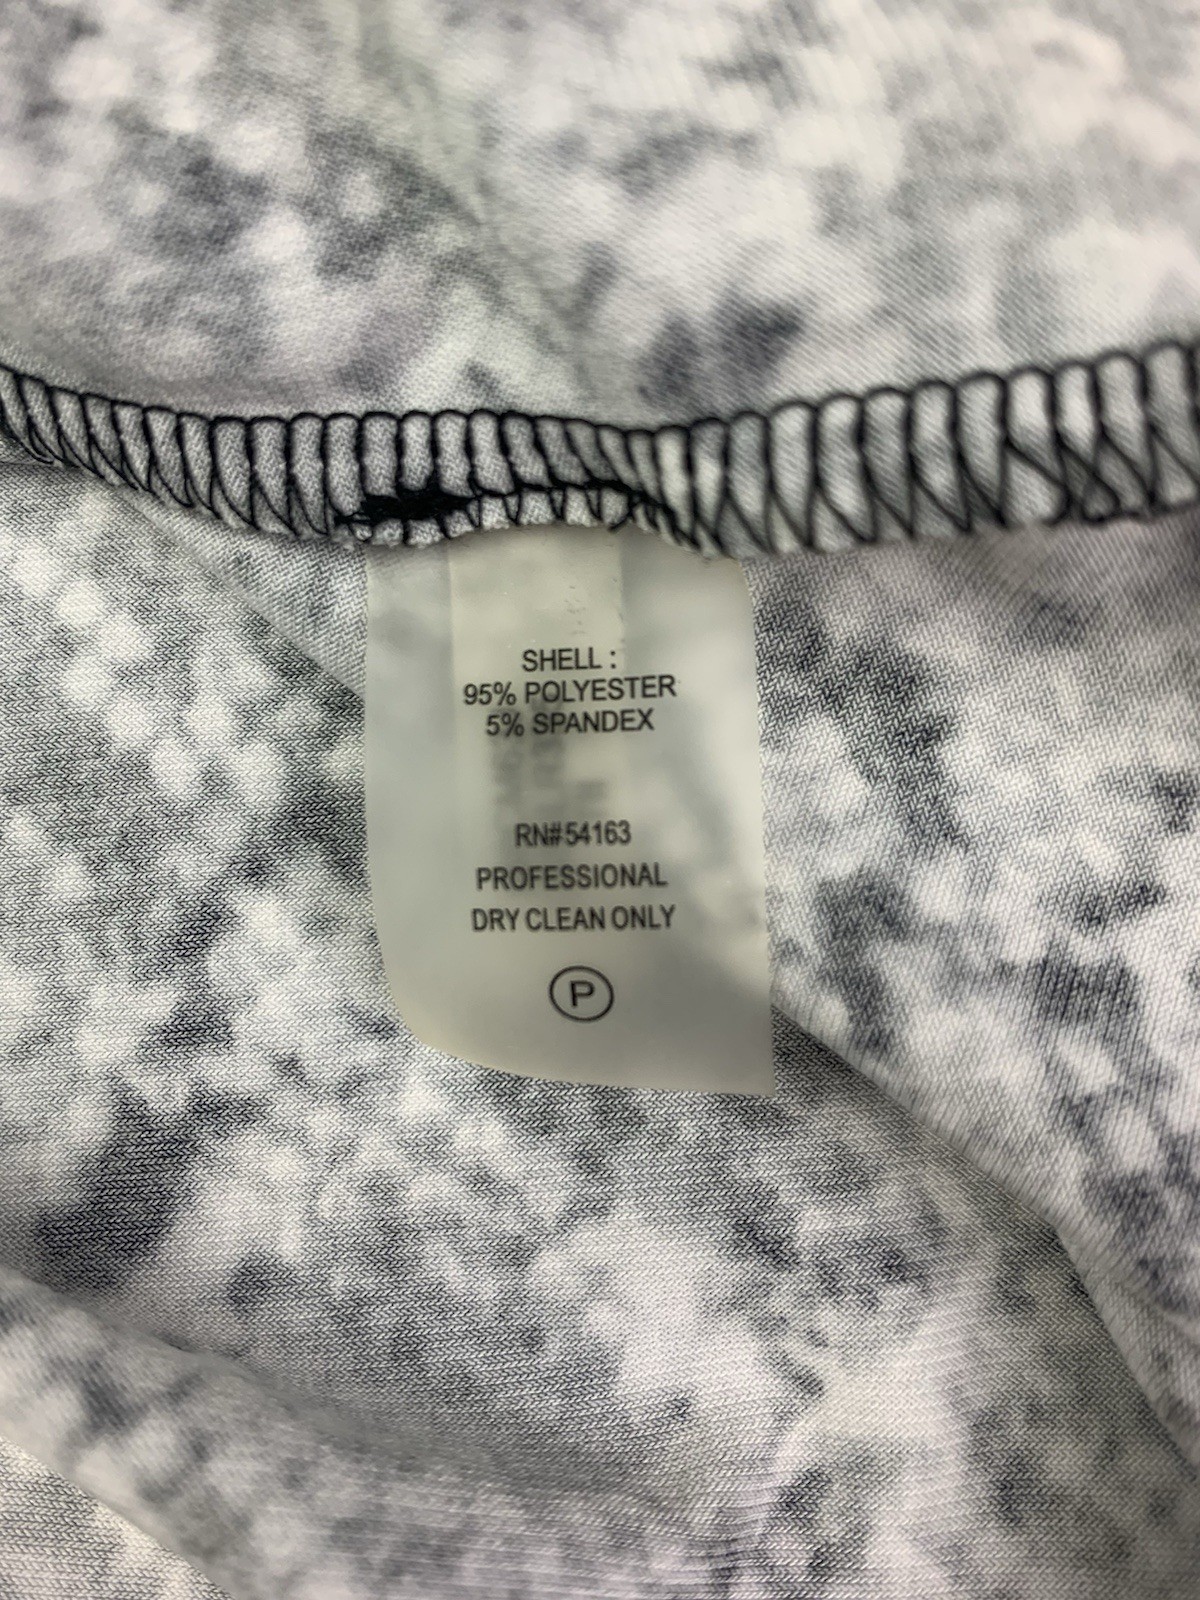 SHELL :
95% POLYESTER
5% SPANDEX
RN#54163
PROFESSIONAL
DRY CLEAN ONLY
P